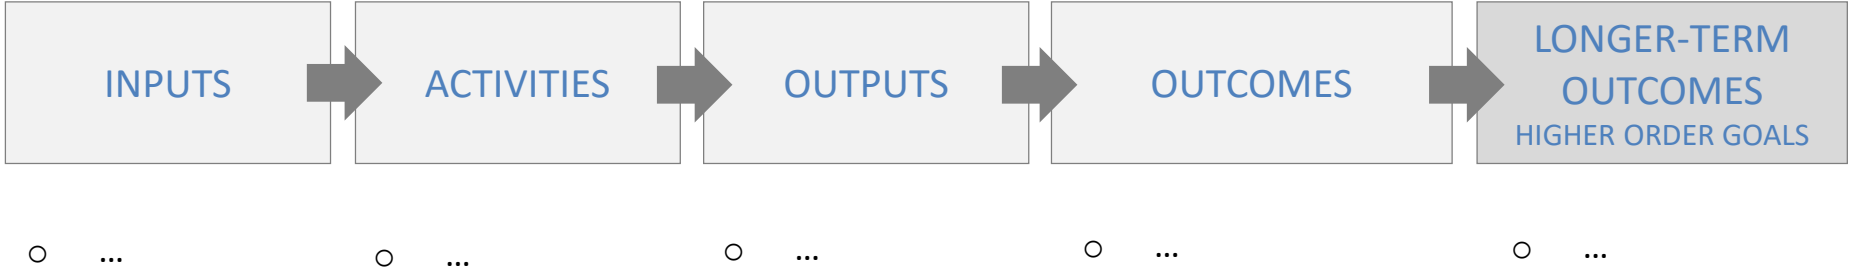 INPUTS
ACTIVITIES
OUTPUTS
OUTCOMES
LONGER-TERM
OUTCOMES
HIGHER ORDER GOALS
○ ...
○ ...
○ ...
○ ...
○ ...